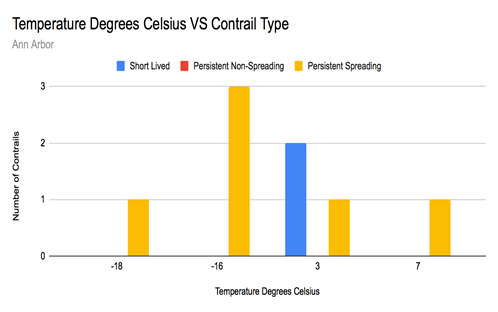 Temperature Degrees Celsius VS Contrail Type
Ann Arbor
Short Lived Persistent Non-Spreading Persistent Spreading
Number of Contrails
3
2
1
0
-18 -16 3 7
Temperature Degrees Celsius